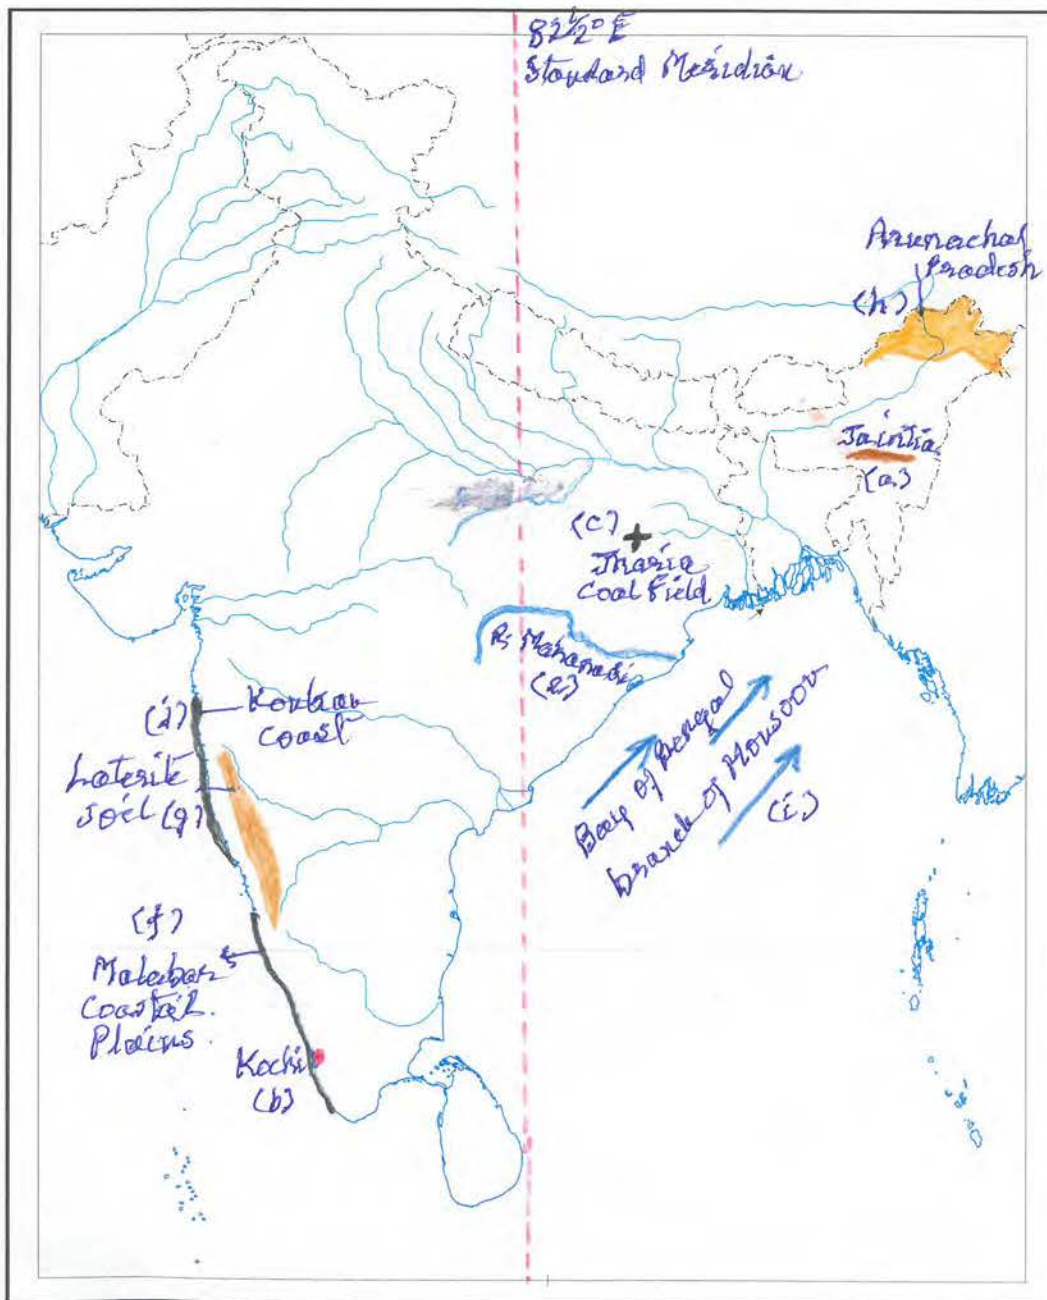 82½° E
Standard Meridian
Arunachal
Pradesh
(h)
Jaintia
(a)
(c)
Jharia
Coal Field
R. Mahanadi
(e)
(d)
Konkan
Coast
Laterite
Soil (g)
Bay of Bengal
branch of Monsoon
(i)
(f)
Malabar
Coastal
Plains.
Kochi
(b)